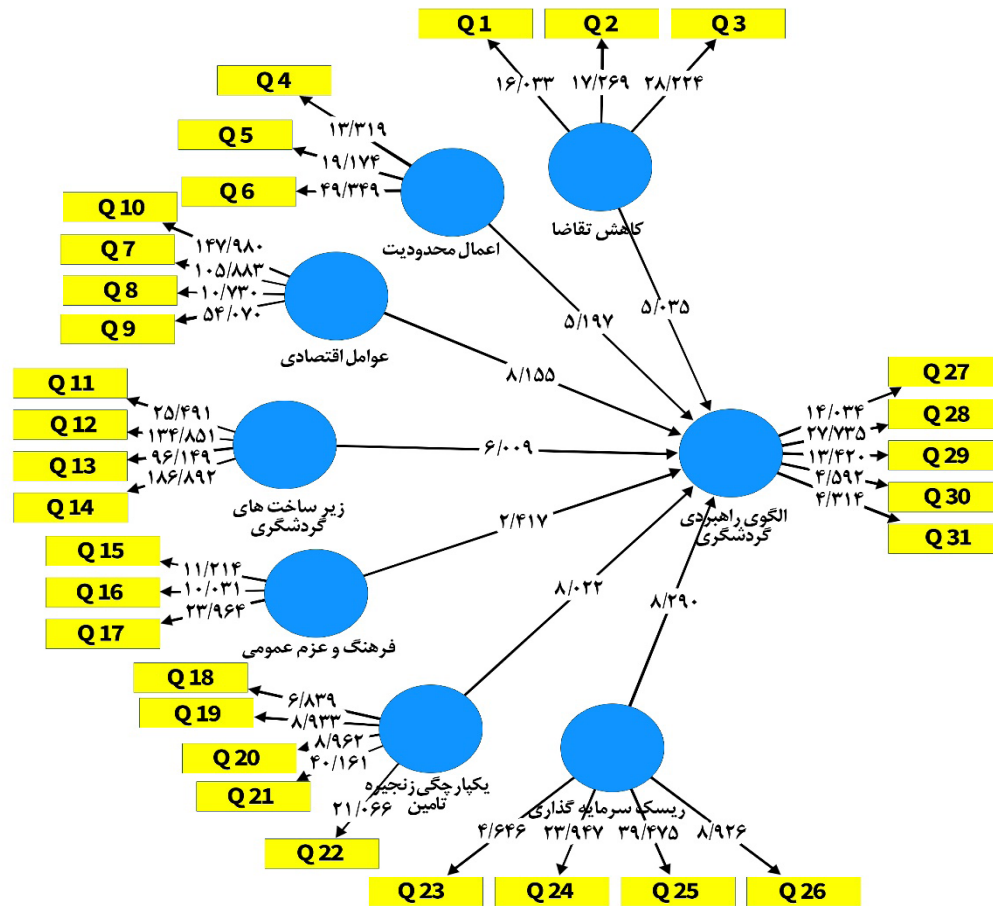 Q 1
Q 2
Q 3
۱۶/۰۳۳
۱۷/۲۶۹
۲۸/۲۲۴
کاهش تقاضا
۵/۰۳۵
Q 4
Q 5
Q 6
۱۳/۳۱۹
۱۹/۱۷۴
۴۹/۳۴۹
اعمال محدودیت
۵/۱۹۷
Q 10
Q 7
Q 8
Q 9
۱۴۷/۹۸۰
۱۰۵/۸۸۳
۱۰/۷۳۰
۵۴/۰۷۰
عوامل اقتصادی
۸/۱۵۵
Q 11
Q 12
Q 13
Q 14
۲۵/۴۹۱
۱۳۴/۸۵۱
۹۶/۱۴۹
۱۸۶/۸۹۲
زیر ساخت های
گردشگری
۶/۰۰۹
Q 15
Q 16
Q 17
۱۱/۲۱۴
۱۰/۰۳۱
۲۳/۹۶۴
فرهنگ و عزم عمومی
۲/۴۱۷
Q 18
Q 19
Q 20
Q 21
Q 22
۶/۸۳۹
۸/۹۳۳
۸/۹۶۲
۴۰/۱۶۱
۲۱/۰۶۶
یکپارچگی زنجیره
تامین
۸/۰۲۲
ریسک سرمایه گذاری
۸/۲۹۰
۴/۶۴۶
۲۳/۹۴۷
۳۹/۴۷۵
۸/۹۲۶
Q 23
Q 24
Q 25
Q 26
الگوی راهبردی
گردشگری
۱۴/۰۳۴
۲۷/۷۳۵
۱۳/۴۲۰
۴/۵۹۲
۴/۳۱۴
Q 27
Q 28
Q 29
Q 30
Q 31